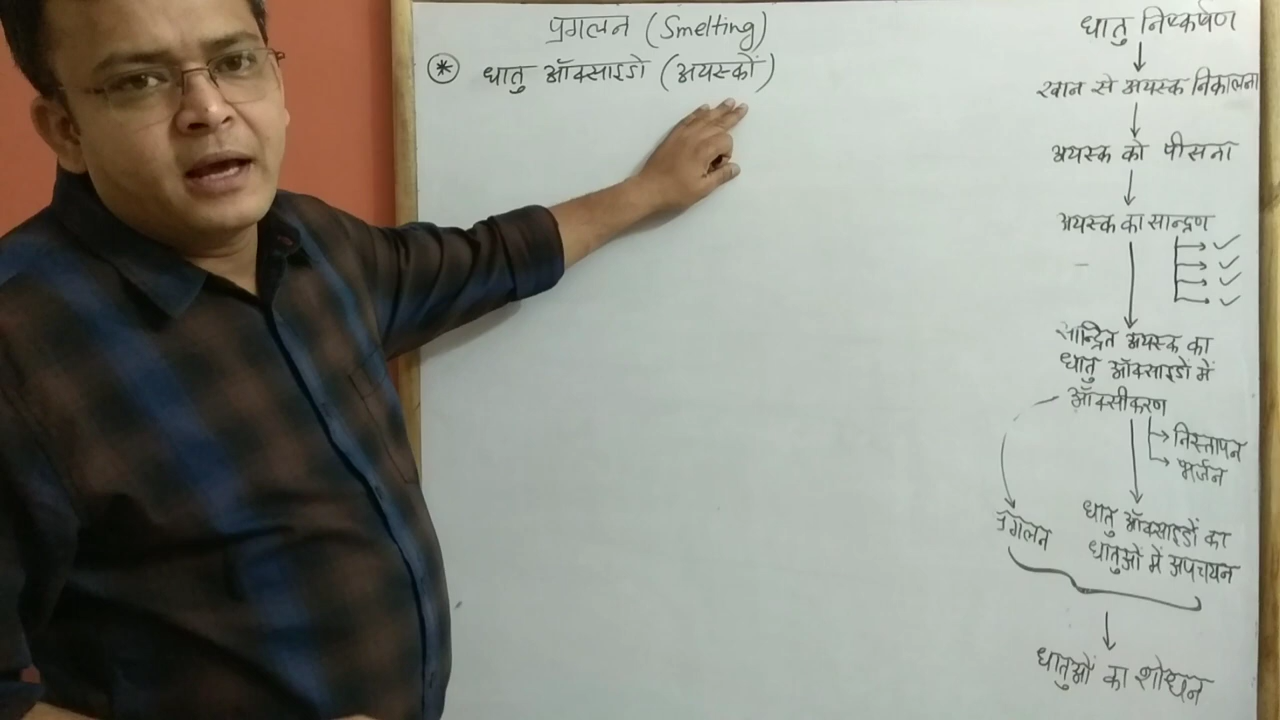 प्रगलन (Smelting)
* धातु ऑक्साइडो (अयस्कों)
धातु निष्कर्षण
खान से अयस्क निकालना
अयस्क को पीसना
अयस्क का सान्द्रण
सान्द्रित अयस्क का
धातु ऑक्साइडों में
ऑक्सीकरण
निस्तापन
भर्जन
प्रगलन
धातु ऑक्साइडों का
धातुओं में अपचयन
धातुओं का शोधन